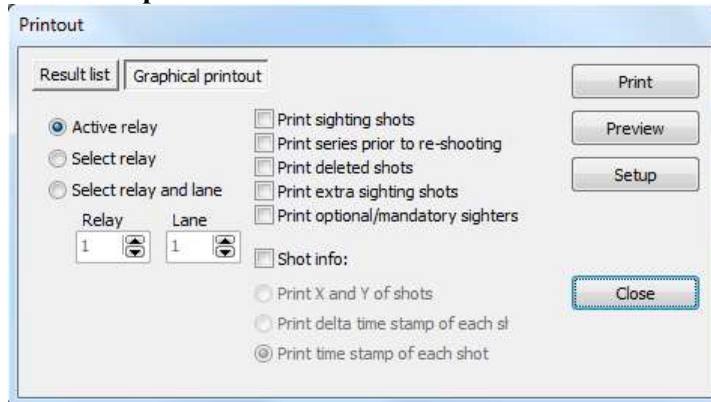 Printout
Result list
Graphical printout
Active relay
Select relay
Select relay and lane
Relay
Lane
1
1
Print sighting shots
Print series prior to re-shooting
Print deleted shots
Print extra sighting shots
Print optional/mandatory sighters
Shot info:
Print X and Y of shots
Print delta time stamp of each sl
Print time stamp of each shot
Print
Preview
Setup
Close